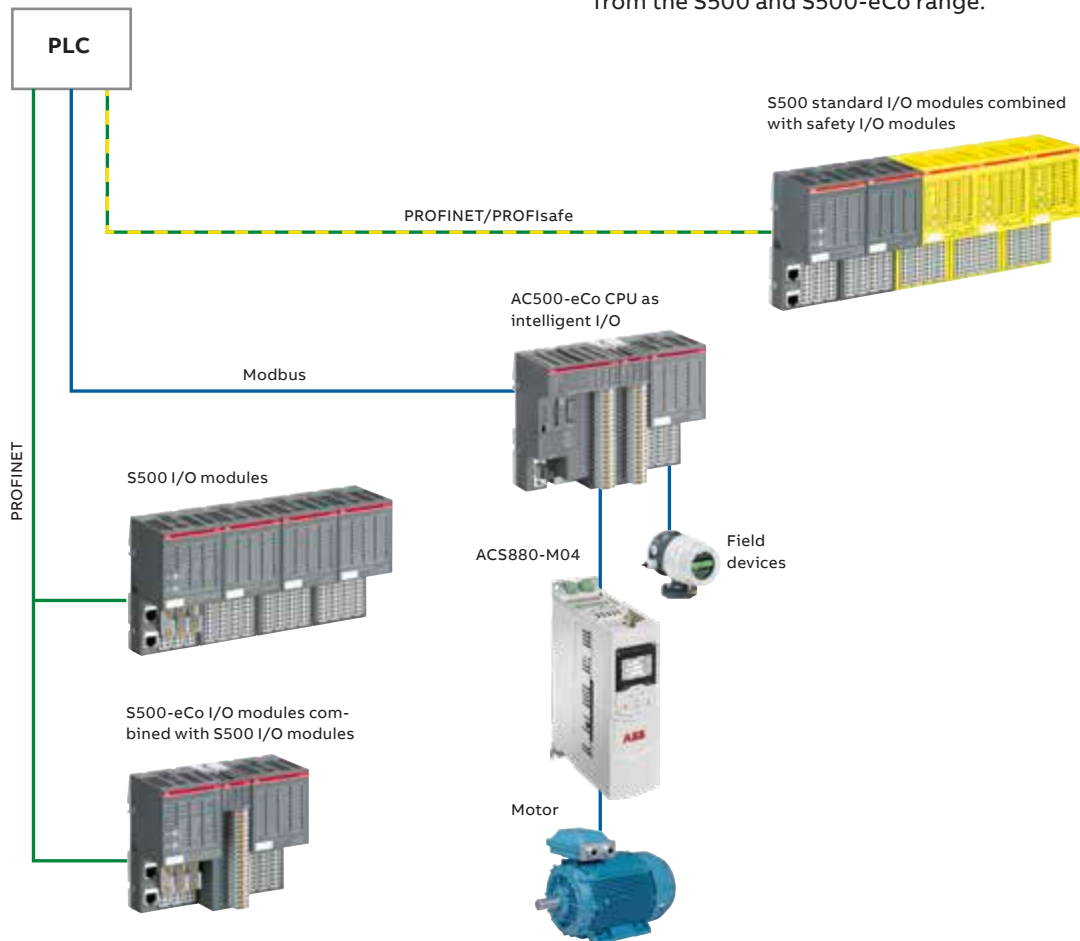 from the S500 and S500-eCo range.
PLC
S500 standard I/O modules combined
with safety I/O modules
PROFINET/PROFIsafe
AC500-eCo CPU as
intelligent I/O
Modbus
PROFINET
S500 I/O modules
ACS880-M04
Field
devices
S500-eCo I/O modules com-
bined with S500 I/O modules
ABB
Motor